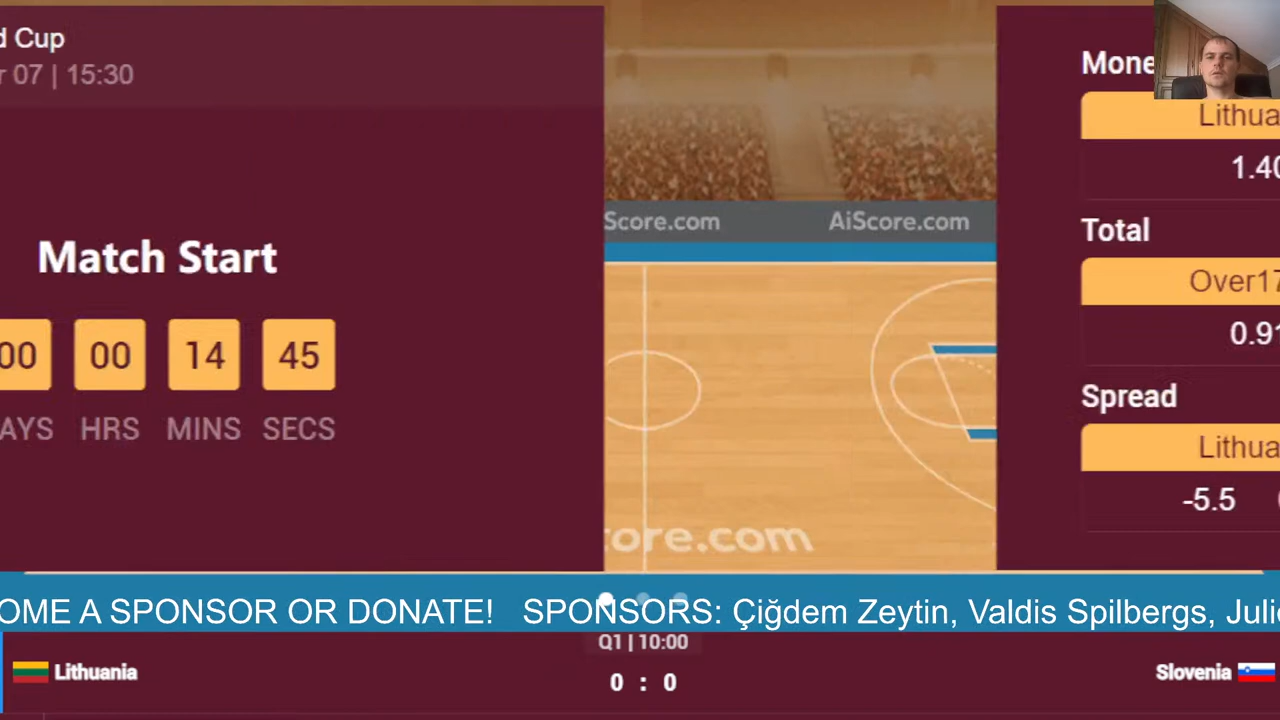 d Cup
r 07 | 15:30
Match Start
00 00 14 45
AYS HRS MINS SECS
Score.com AiScore.com
core.com
Mone
Lithua
1.40
Total
Over17
0.91
Spread
Lithua
-5.5
OME A SPONSOR OR DONATE! SPONSORS: Çiğdem Zeytin, Valdis Spilbergs, Juli
Q1 | 10:00
Lithuania 0 : 0 Slovenia